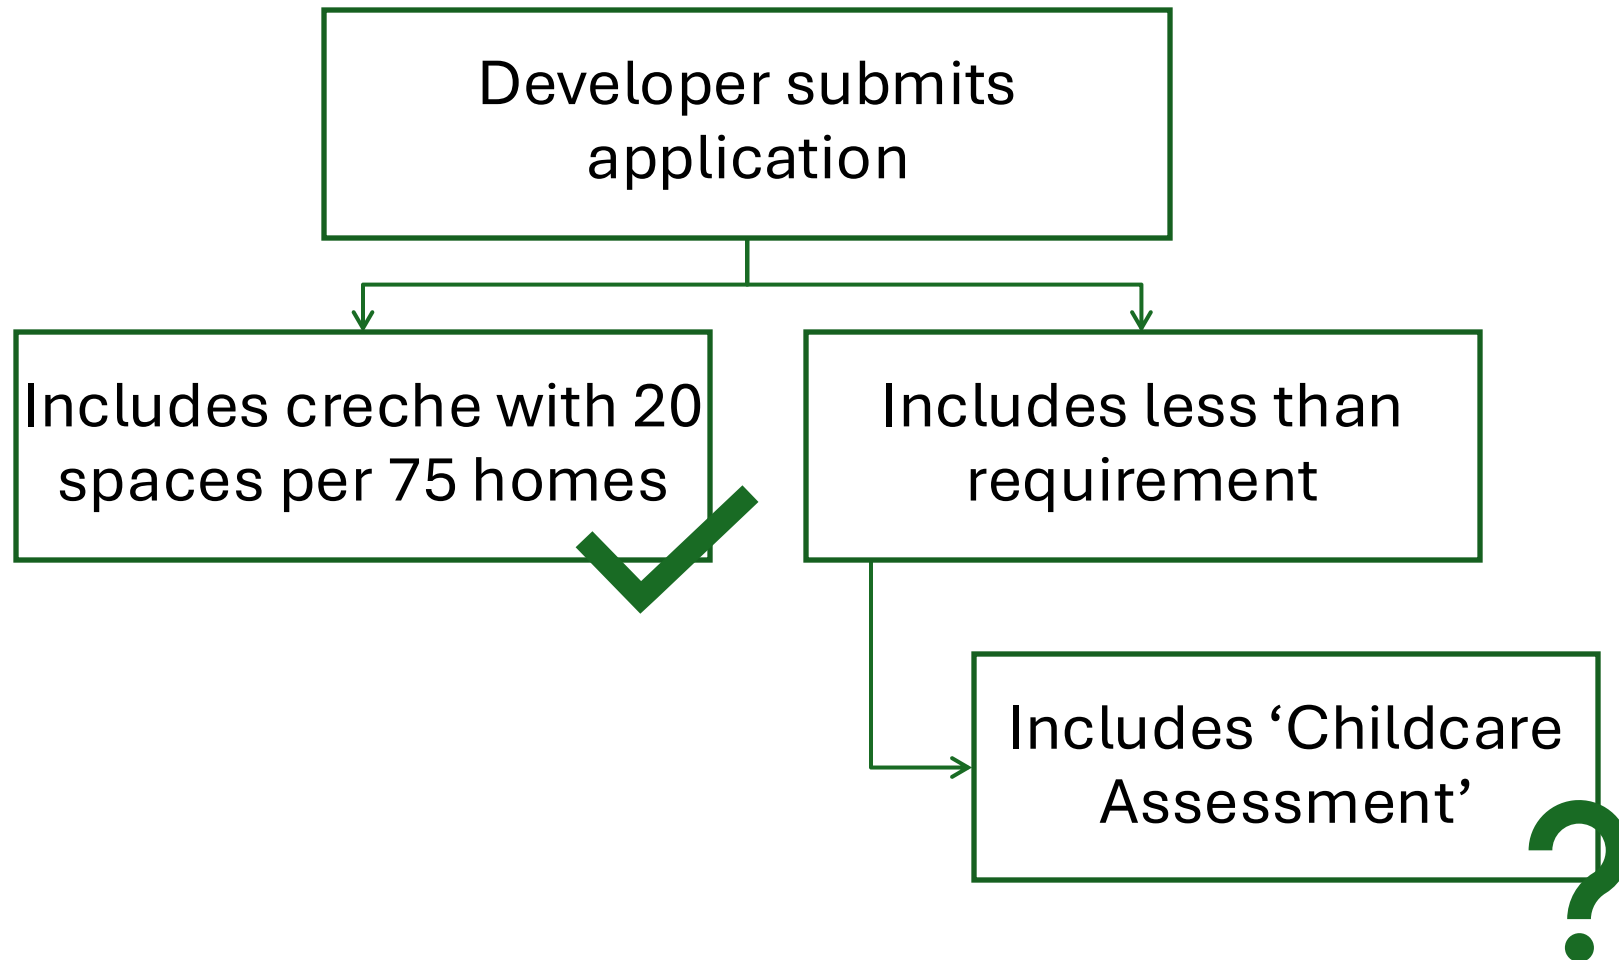 Developer submits
application
Includes creche with 20
spaces per 75 homes
Includes less than
requirement
Includes ‘Childcare
Assessment’
?